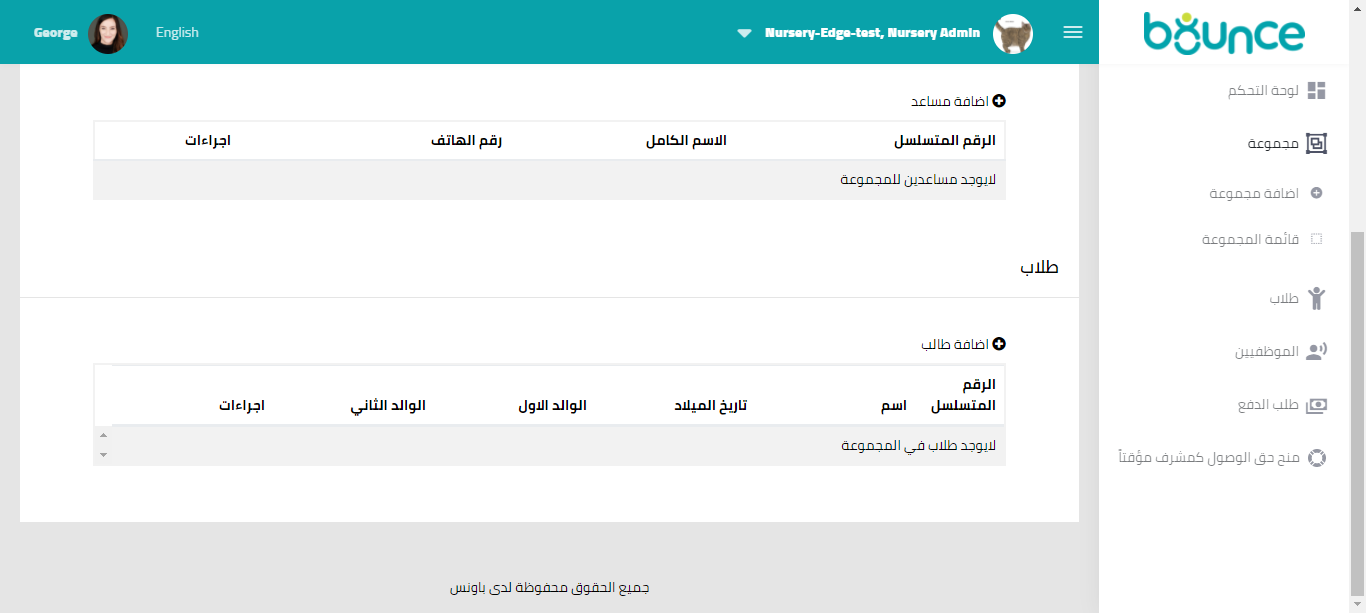 bounce
Nursery-Edge-test, Nursery Admin
English
George
لوحة التحكم
مجموعة
اضافة مجموعة
قائمة المجموعة
طلاب
الموظفيين
طلب الدفع
منح حق الوصول كمشرف مؤقتاً
اضافة مساعد
الرقم المتسلسل الاسم الكامل رقم الهاتف اجراءات
لايوجد مساعدين للمجموعة
طلاب
اضافة طالب
الرقم المتسلسل اسم تاريخ الميلاد الوالد الاول الوالد الثاني اجراءات
لايوجد طلاب في المجموعة
جميع الحقوق محفوظة لدى باونس